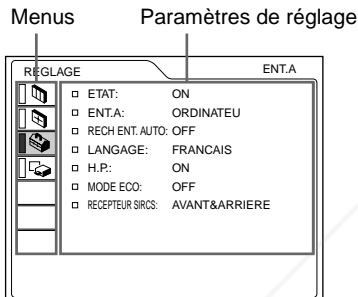 Menus Paramètres de réglage
REGLAGE ENT.A
ETAT: ON
ENT.A: ORDINATEU
RECH ENT. AUTO: OFF
LANGAGE: FRANCAIS
H.P.: ON
MODE ECO: OFF
RECEPTEUR SIRCS: AVANT&ARRIERE